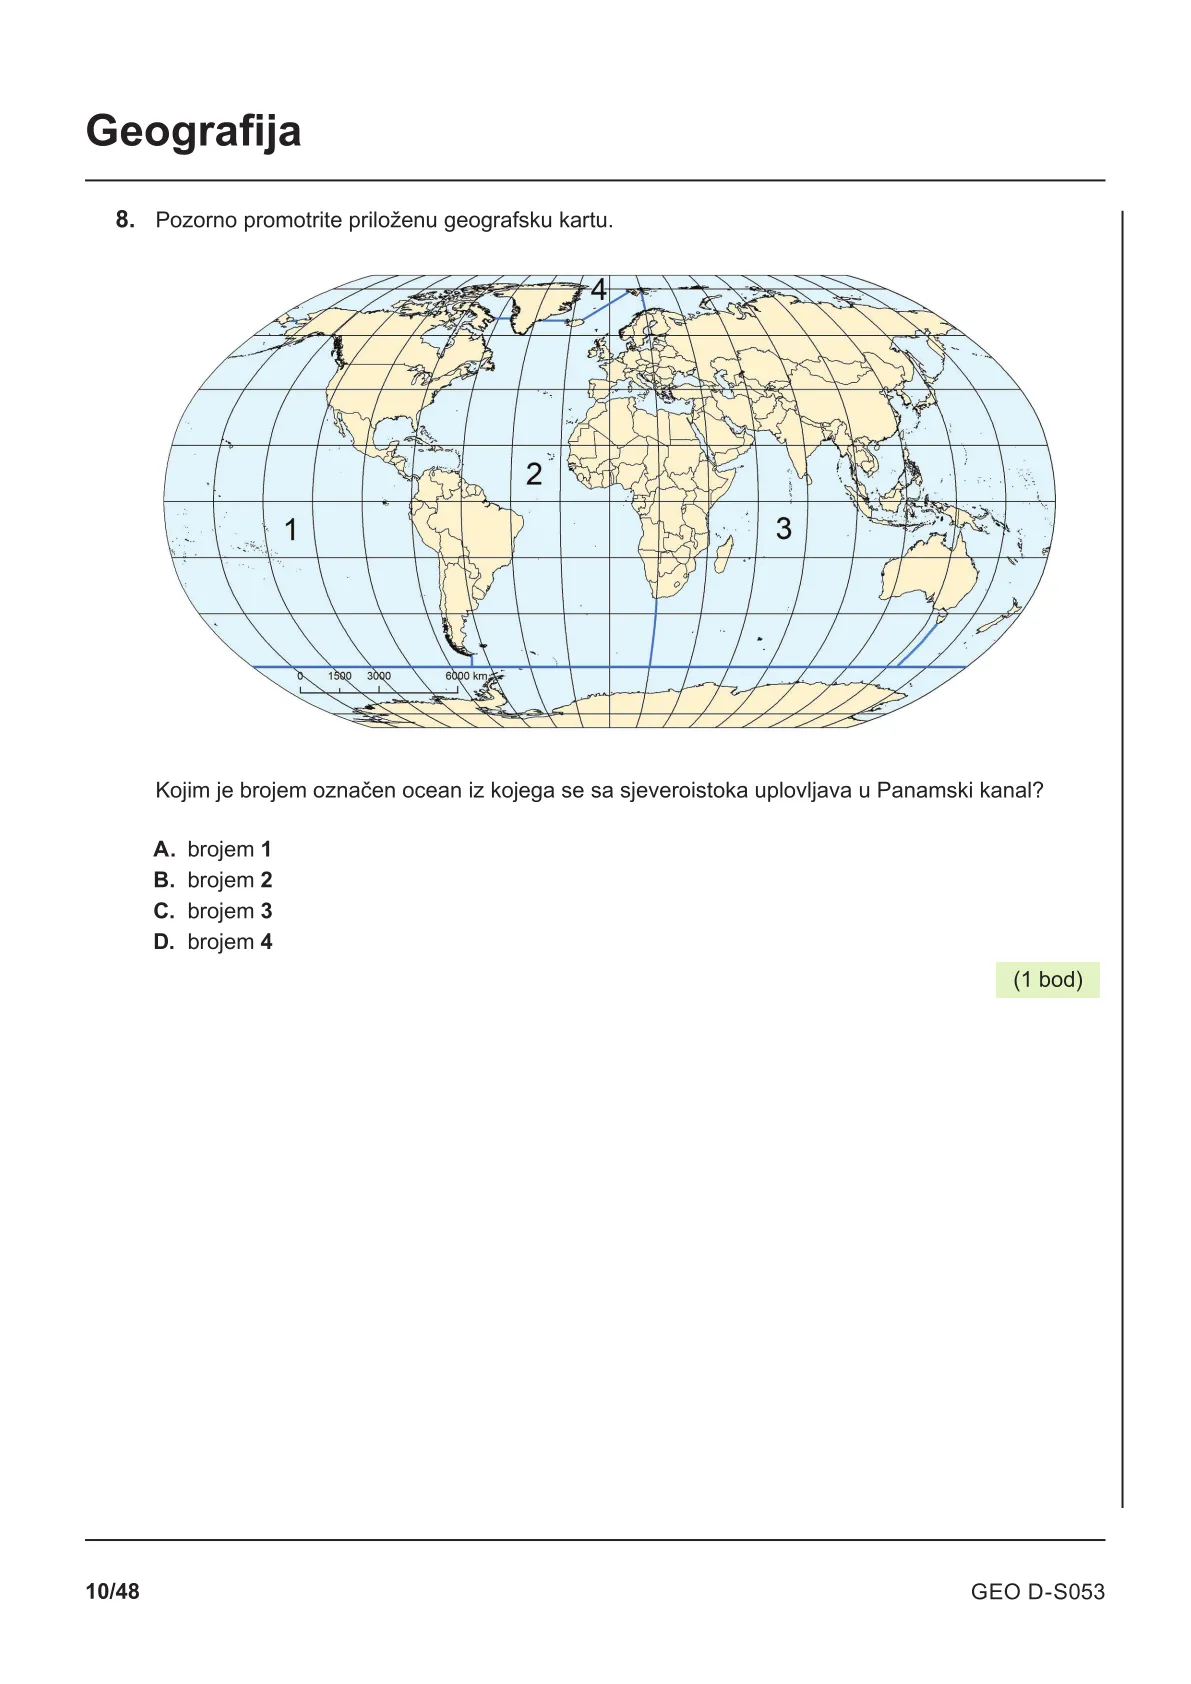 Geografija
8. Pozorno promotrite priloženu geografsku kartu.
4
2
1
3
0 1500 3000 6000 km
Kojim je brojem označen ocean iz kojega se sa sjeveroistoka uplovljava u Panamski kanal?
A. brojem 1
B. brojem 2
C. brojem 3
D. brojem 4
(1 bod)
10/48
GEO D-S053